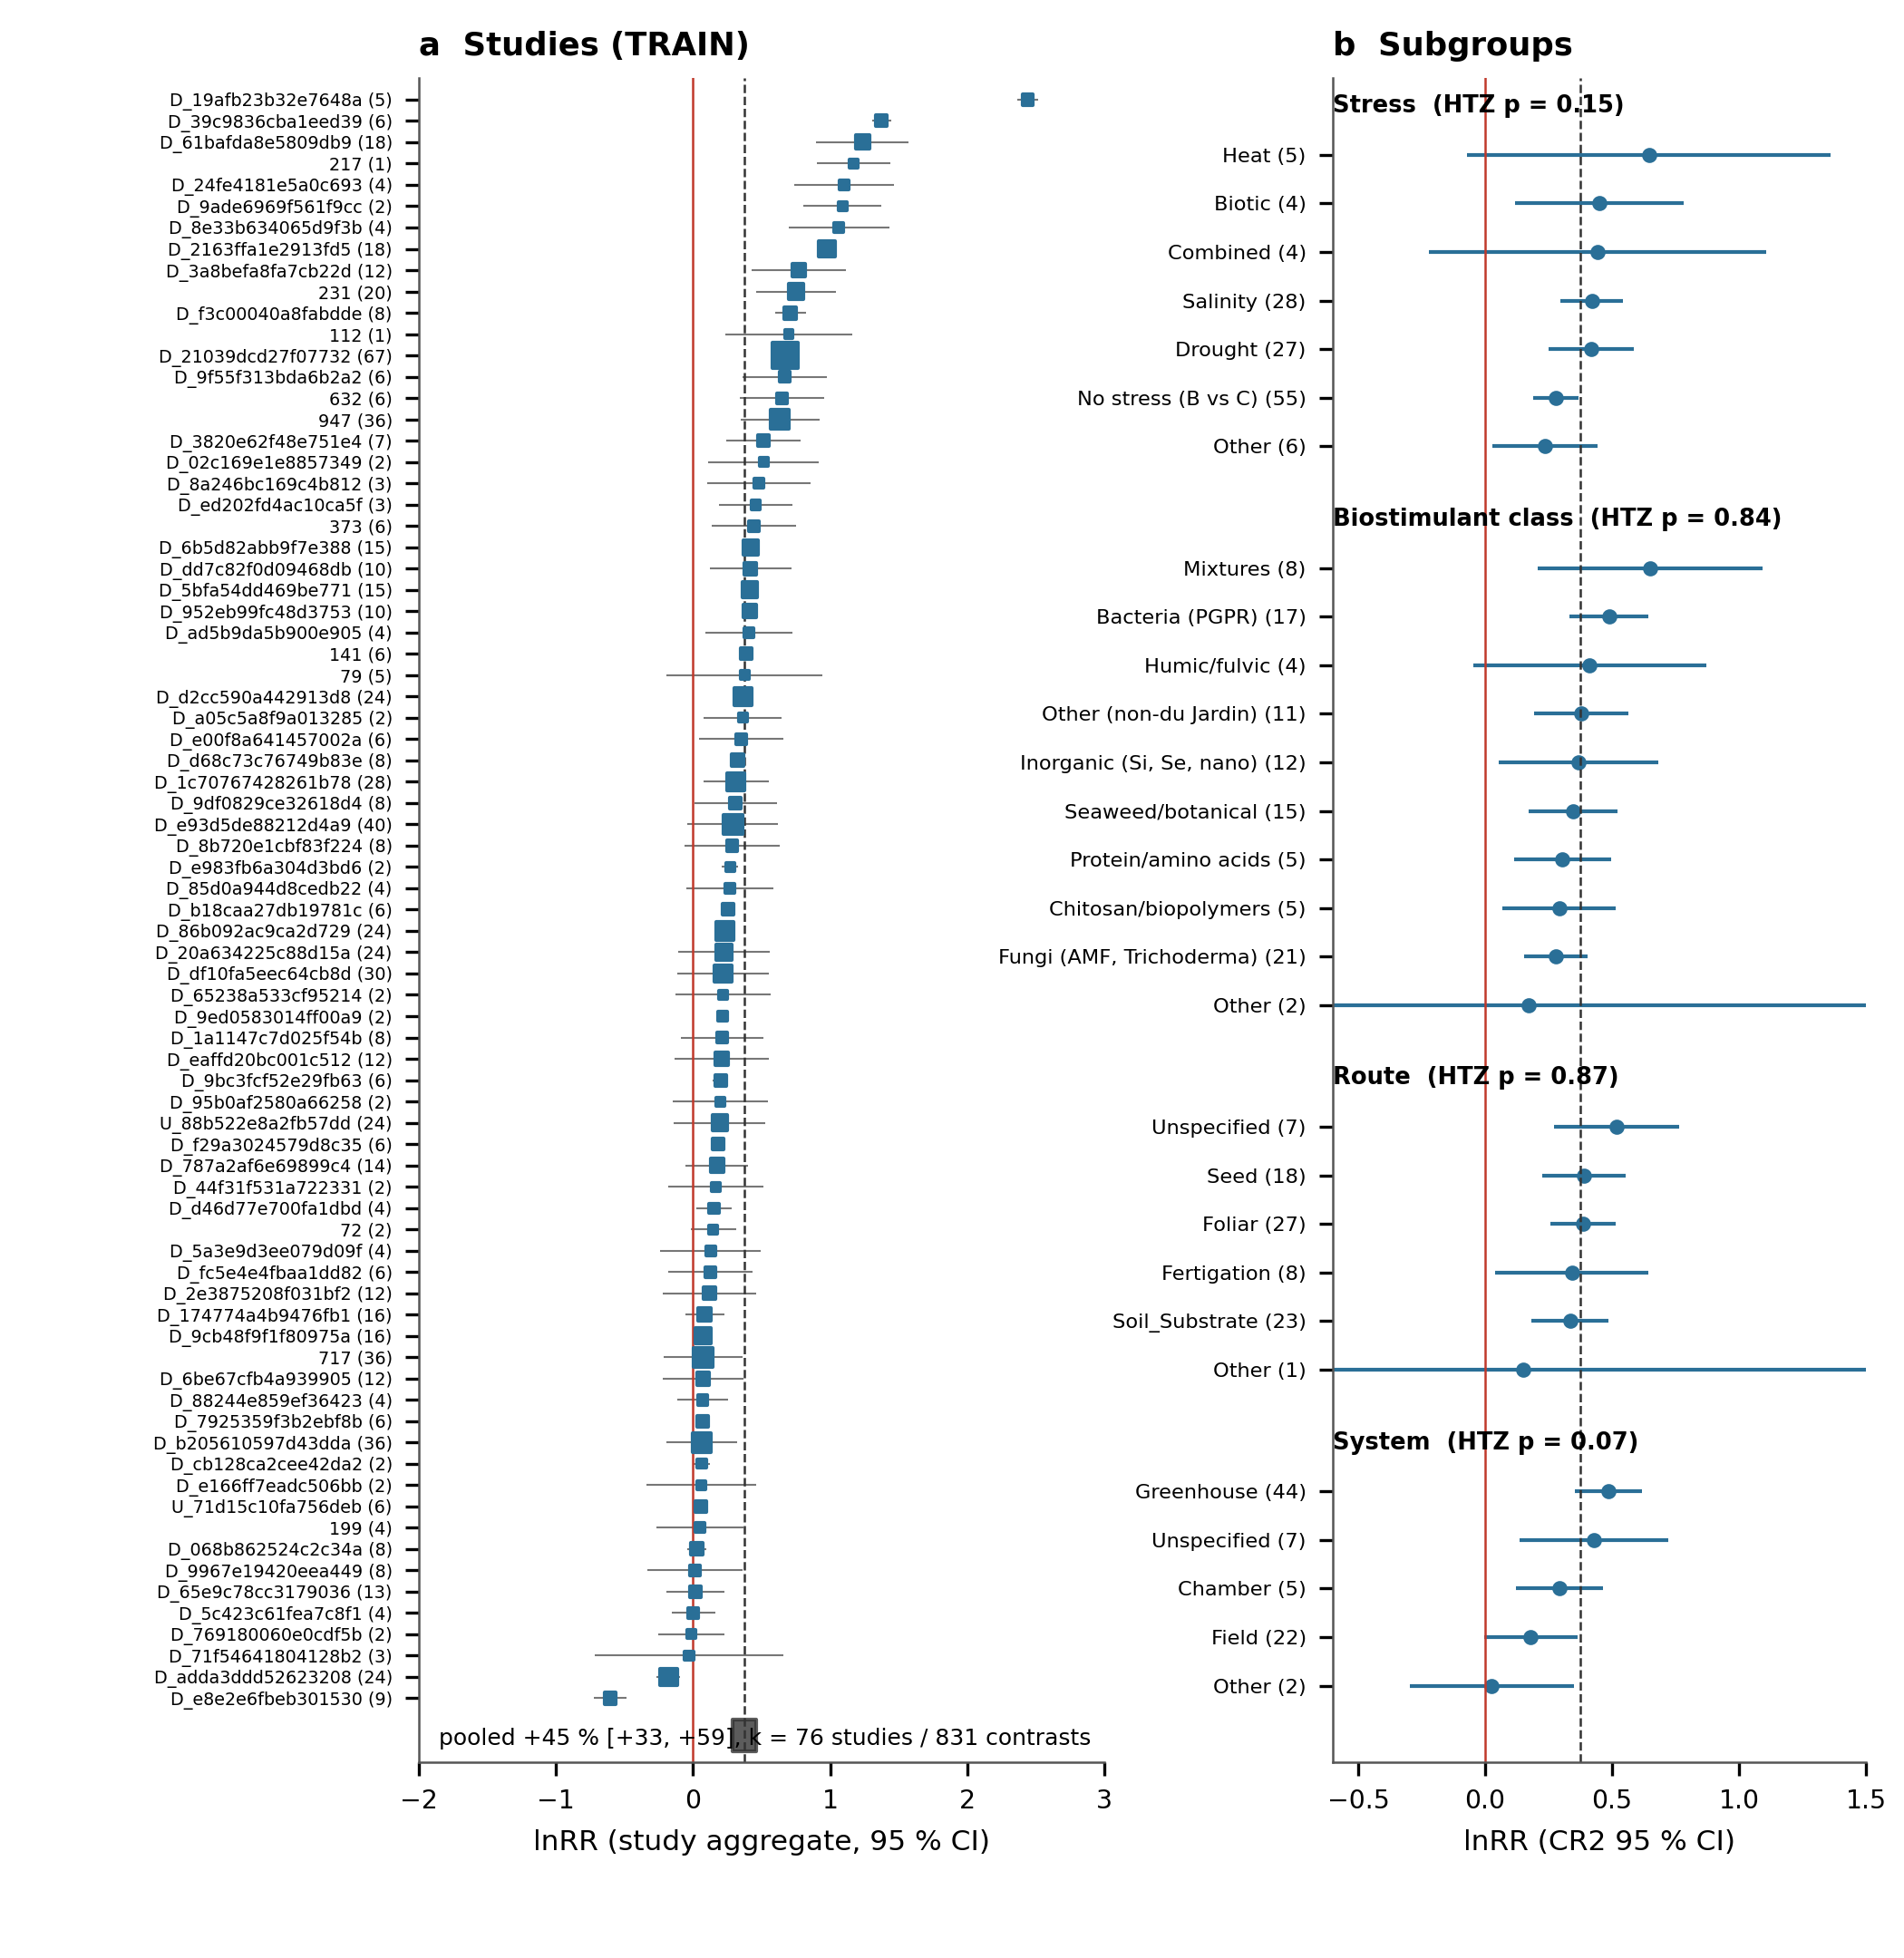 a  Studies (TRAIN)
D_19afb23b32e7648a (5)
D_39c9836cba1eed39 (6)
D_61bafda8e5809db9 (18)
217 (1)
D_24fe4181e5a0c693 (4)
D_9ade6969f561f9cc (2)
D_8e33b634065d9f3b (4)
D_2163ffa1e2913fd5 (18)
D_3a8befa8fa7cb22d (12)
231 (20)
D_f3c00040a8fabdde (8)
112 (1)
D_21039dcd27f07732 (67)
D_9f55f313bda6b2a2 (6)
632 (6)
947 (36)
D_3820e62f48e751e4 (7)
D_02c169e1e8857349 (2)
D_8a246bc169c4b812 (3)
D_ed202fd4ac10ca5f (3)
373 (6)
D_6b5d82abb9f7e388 (15)
D_dd7c82f0d09468db (10)
D_5bfa54dd469be771 (15)
D_952eb99fc48d3753 (10)
D_ad5b9da5b900e905 (4)
141 (6)
79 (5)
D_d2cc590a442913d8 (24)
D_a05c5a8f9a013285 (2)
D_e00f8a641457002a (6)
D_d68c73c76749b83e (8)
D_1c70767428261b78 (28)
D_9df0829ce32618d4 (8)
D_e93d5de88212d4a9 (40)
D_8b720e1cbf83f224 (8)
D_e983fb6a304d3bd6 (2)
D_85d0a944d8cedb22 (4)
D_b18caa27db19781c (6)
D_86b092ac9ca2d729 (24)
D_20a634225c88d15a (24)
D_df10fa5eec64cb8d (30)
D_65238a533cf95214 (2)
D_9ed0583014ff00a9 (2)
D_1a1147c7d025f54b (8)
D_eaffd20bc001c512 (12)
D_9bc3fcf52e29fb63 (6)
D_95b0af2580a66258 (2)
U_88b522e8a2fb57dd (24)
D_f29a3024579d8c35 (6)
D_787a2af6e69899c4 (14)
D_44f31f531a722331 (2)
D_d46d77e700fa1dbd (4)
72 (2)
D_5a3e9d3ee079d09f (4)
D_fc5e4e4fbaa1dd82 (6)
D_2e3875208f031bf2 (12)
D_174774a4b9476fb1 (16)
D_9cb48f9f1f80975a (16)
717 (36)
D_6be67cfb4a939905 (12)
D_88244e859ef36423 (4)
D_7925359f3b2ebf8b (6)
D_b205610597d43dda (36)
D_cb128ca2cee42da2 (2)
D_e166ff7eadc506bb (2)
U_71d15c10fa756deb (6)
199 (4)
D_068b862524c2c34a (8)
D_9967e19420eea449 (8)
D_65e9c78cc3179036 (13)
D_5c423c61fea7c8f1 (4)
D_769180060e0cdf5b (2)
D_71f54641804128b2 (3)
D_adda3ddd52623208 (24)
D_e8e2e6fbeb301530 (9)
pooled +45 % [+33, +59], k = 76 studies / 831 contrasts
−2 −1 0 1 2 3
lnRR (study aggregate, 95 % CI)
b  Subgroups
Stress  (HTZ p = 0.15)
Heat (5)
Biotic (4)
Combined (4)
Salinity (28)
Drought (27)
No stress (B vs C) (55)
Other (6)
Biostimulant class  (HTZ p = 0.84)
Mixtures (8)
Bacteria (PGPR) (17)
Humic/fulvic (4)
Other (non-du Jardin) (11)
Inorganic (Si, Se, nano) (12)
Seaweed/botanical (15)
Protein/amino acids (5)
Chitosan/biopolymers (5)
Fungi (AMF, Trichoderma) (21)
Other (2)
Route  (HTZ p = 0.87)
Unspecified (7)
Seed (18)
Foliar (27)
Fertigation (8)
Soil_Substrate (23)
Other (1)
System  (HTZ p = 0.07)
Greenhouse (44)
Unspecified (7)
Chamber (5)
Field (22)
Other (2)
−0.5 0.0 0.5 1.0 1.5
lnRR (CR2 95 % CI)